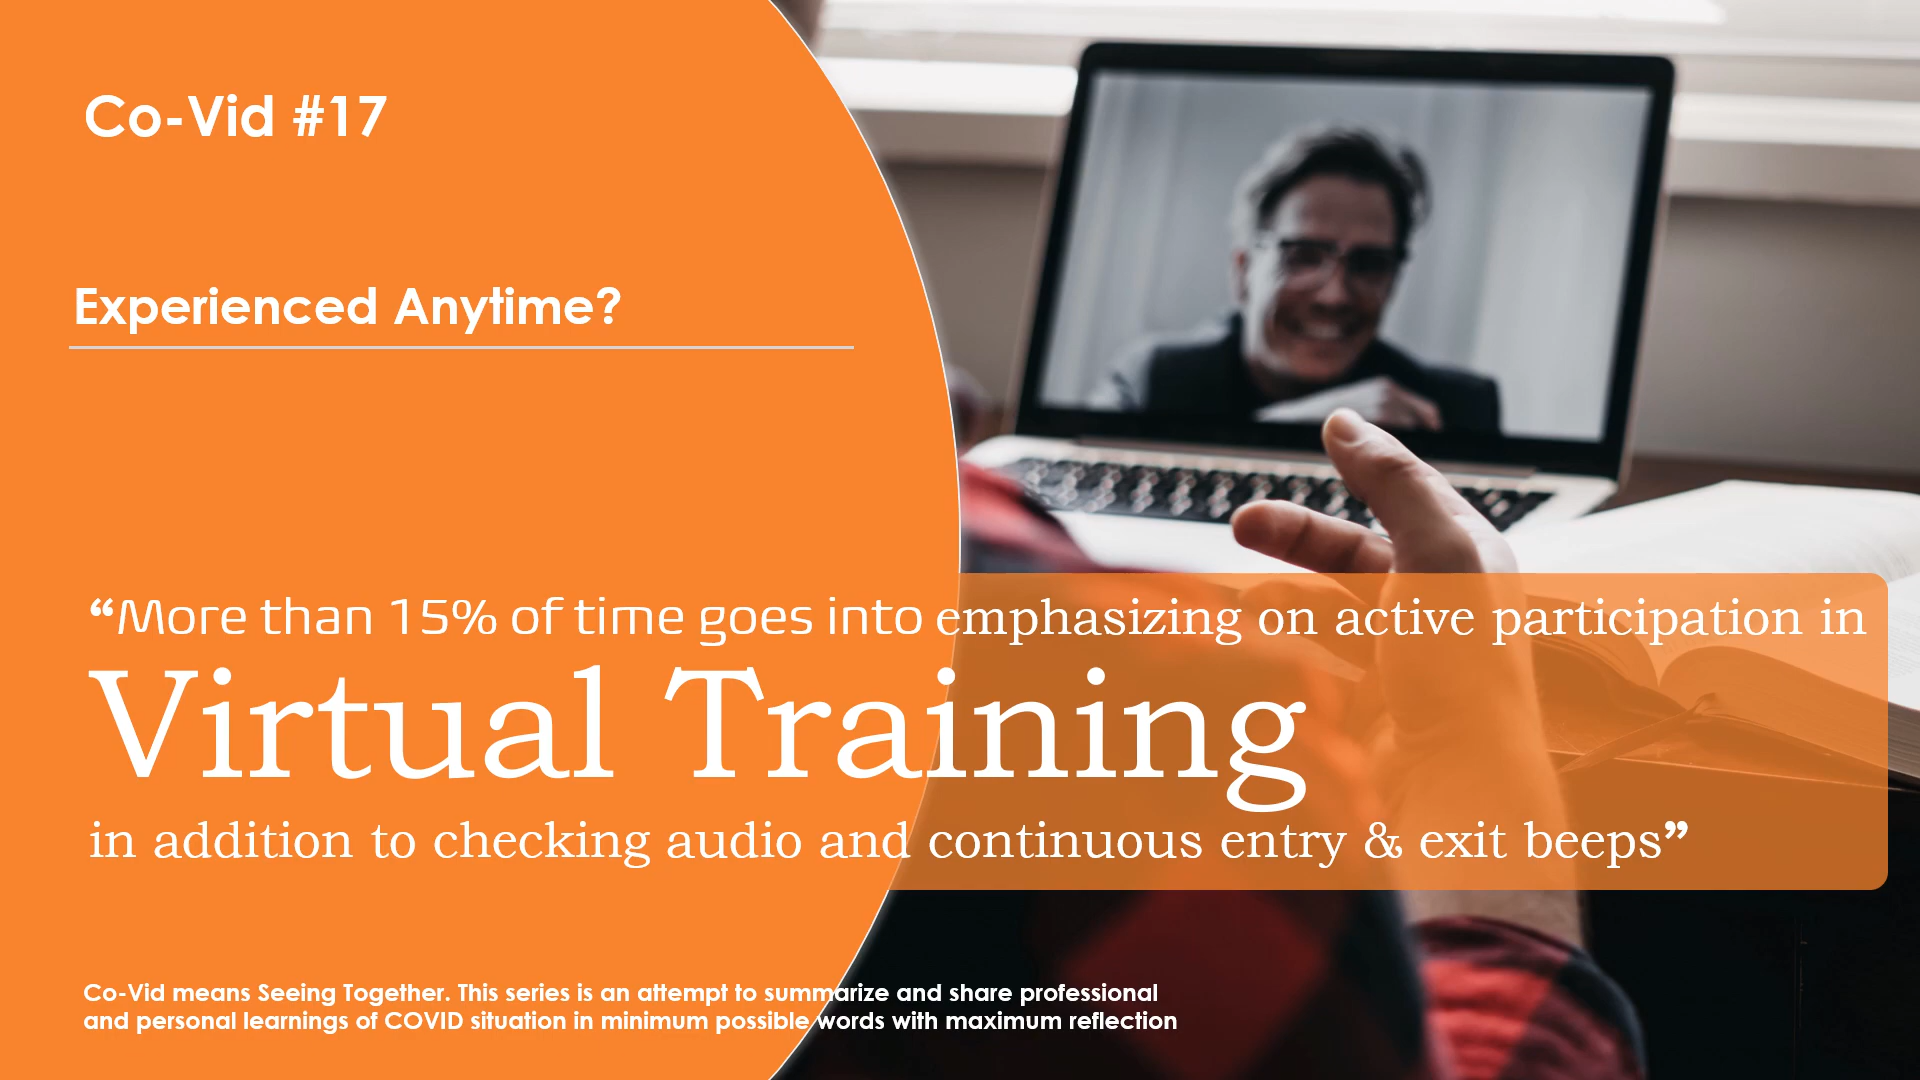 Co-Vid #17
Experienced Anytime?
“More than 15% of time goes into emphasizing on active participation in
Virtual Training
in addition to checking audio and continuous entry & exit beeps”
Co-Vid means Seeing Together. This series is an attempt to summarize and share professional
and personal learnings of COVID situation in minimum possible words with maximum reflection